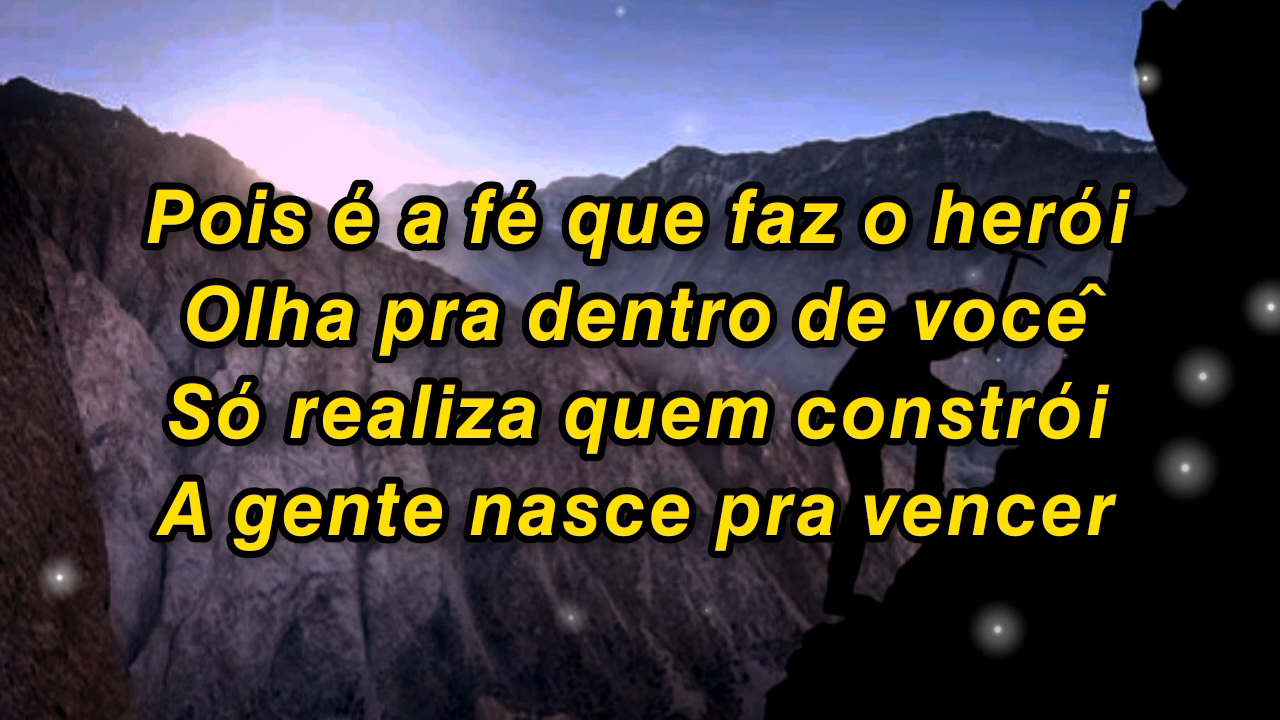 Pois é a fé que faz o herói
Olha pra dentro de você
Só realiza quem constrói
A gente nasce pra vencer